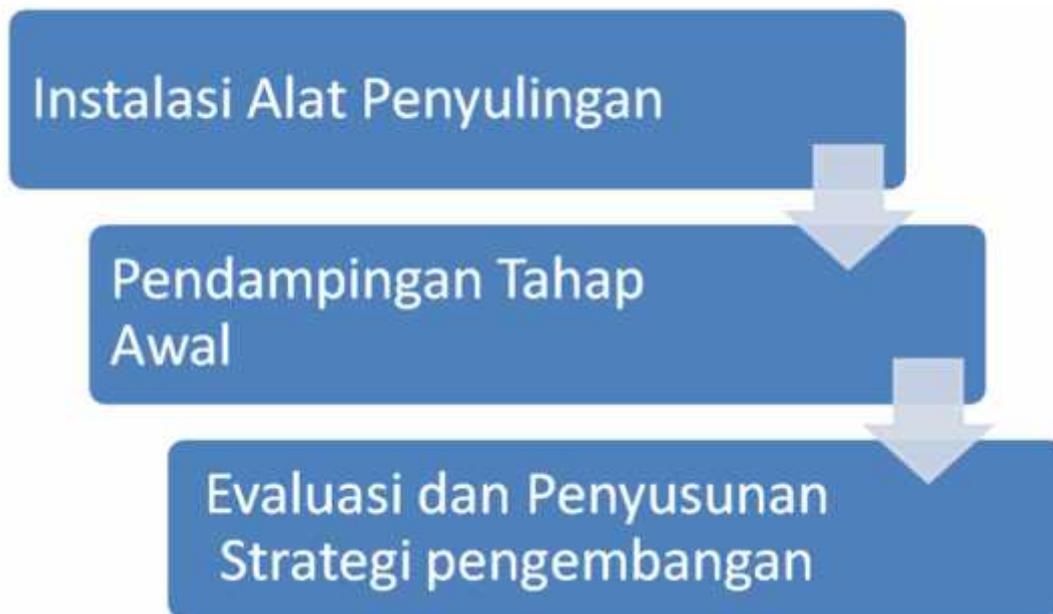 Instalasi Alat Penyulingan
Pendampingan Tahap
Awal
Evaluasi dan Penyusunan
Strategi pengembangan